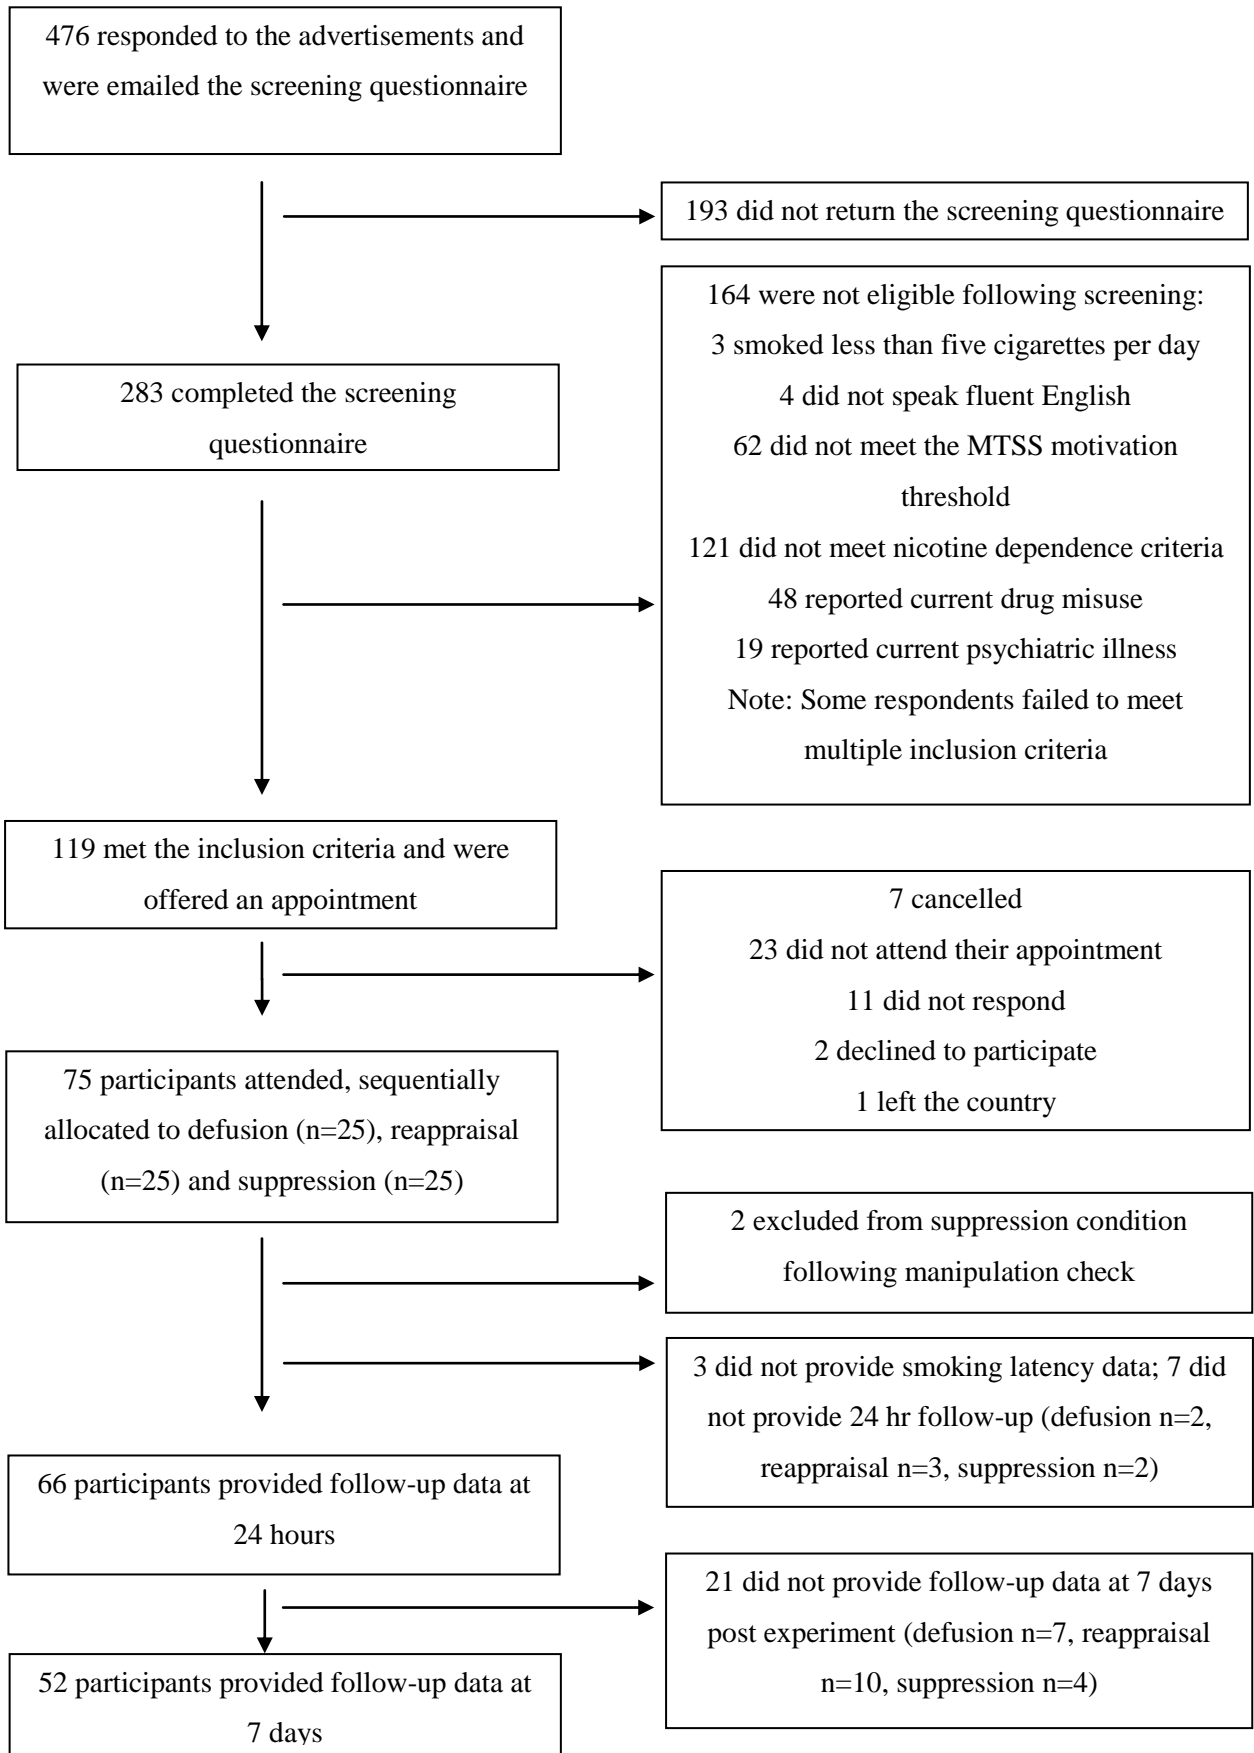 476 responded to the advertisements and
were emailed the screening questionnaire
193 did not return the screening questionnaire
164 were not eligible following screening:
3 smoked less than five cigarettes per day
4 did not speak fluent English
62 did not meet the MTSS motivation
threshold
121 did not meet nicotine dependence criteria
48 reported current drug misuse
19 reported current psychiatric illness
Note: Some respondents failed to meet
multiple inclusion criteria
283 completed the screening
questionnaire
119 met the inclusion criteria and were
offered an appointment
7 cancelled
23 did not attend their appointment
11 did not respond
2 declined to participate
1 left the country
75 participants attended, sequentially
allocated to defusion (n=25), reappraisal
(n=25) and suppression (n=25)
2 excluded from suppression condition
following manipulation check
3 did not provide smoking latency data; 7 did
not provide 24 hr follow-up (defusion n=2,
reappraisal n=3, suppression n=2)
66 participants provided follow-up data at
24 hours
21 did not provide follow-up data at 7 days
post experiment (defusion n=7, reappraisal
n=10, suppression n=4)
52 participants provided follow-up data at
7 days